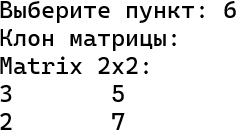 Выберите пункт: 6
Клон матрицы:
Matrix 2x2:
3 5
2 7